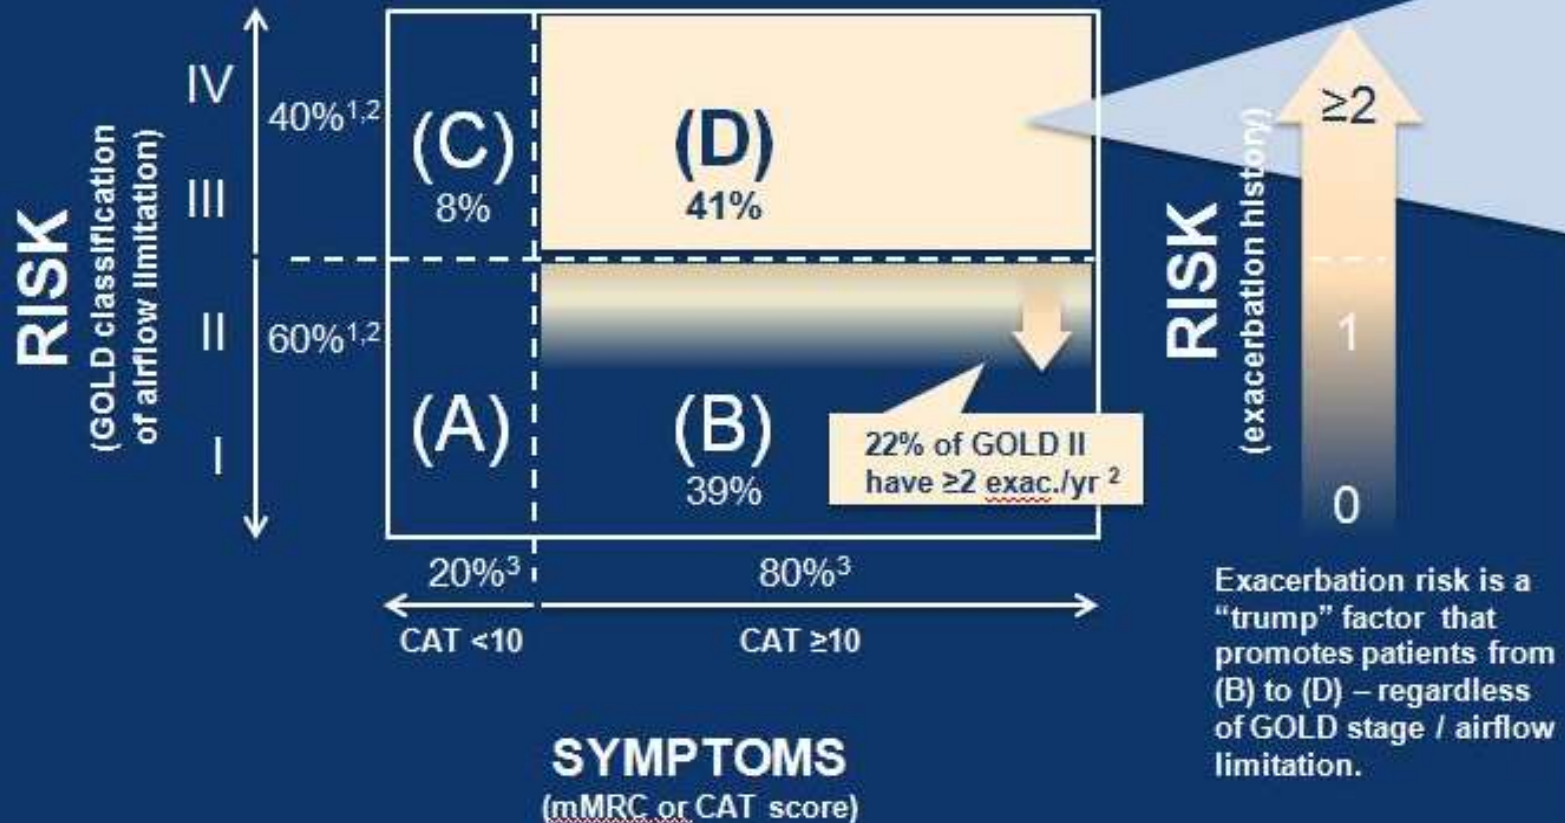 RISK
(GOLD classification
of airflow limitation)
IV
III
II
I
40%1,2
60%1,2
(C)
8%
(D)
41%
(A)
(B)
39%
22% of GOLD II
have ≥2 exac./yr 2
20%3
80%3
CAT <10
CAT ≥10
SYMPTOMS
(mMRC or CAT score)
RISK
(exacerbation history)
≥2
1
0
Exacerbation risk is a
“trump” factor that
promotes patients from
(B) to (D) – regardless
of GOLD stage / airflow
limitation.